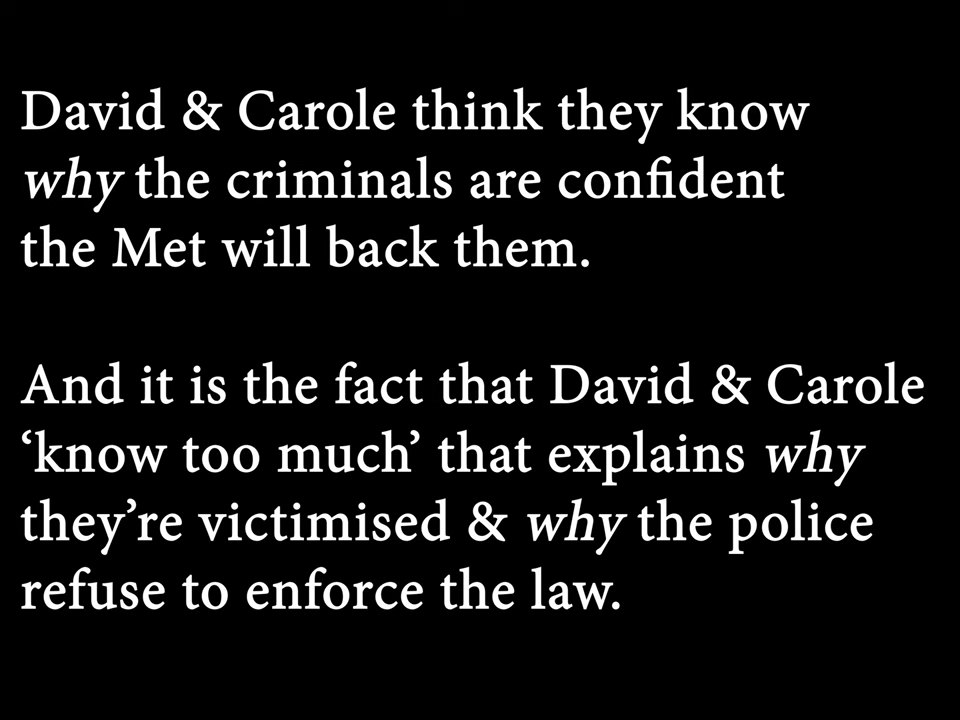 David & Carole think they know
why the criminals are confident
the Met will back them.
And it is the fact that David & Carole
‘know too much’ that explains why
they’re victimised & why the police
refuse to enforce the law.